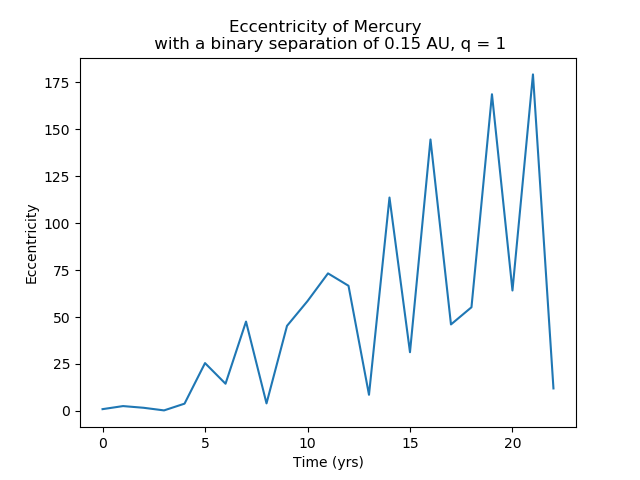 Eccentricity of Mercury
with a binary separation of 0.15 AU, q = 1
175
150
125
100
75
50
25
0
Eccentricity
0 5 10 15 20
Time (yrs)